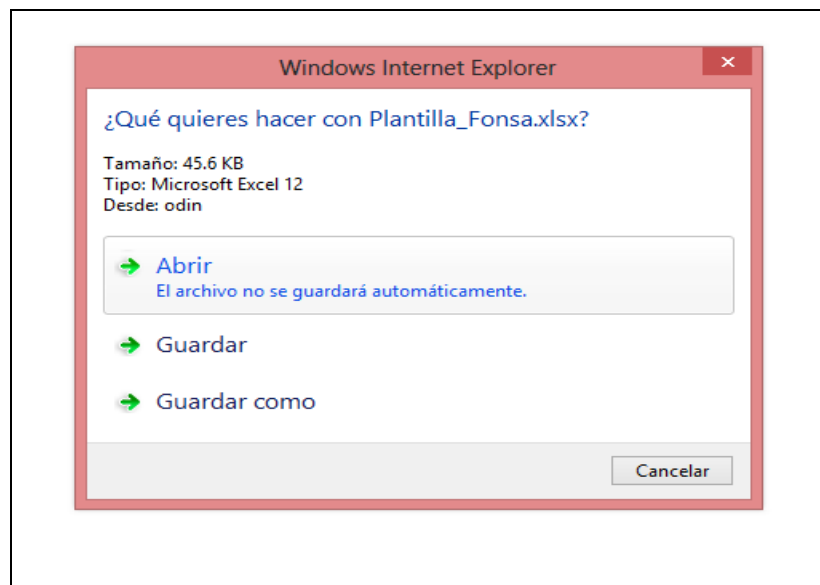 Windows Internet Explorer
¿Qué quieres hacer con Plantilla_Fonsa.xlsx?
Tamaño: 45.6 KB
Tipo: Microsoft Excel 12
Desde: odin
Abrir
El archivo no se guardará automáticamente.
Guardar
Guardar como
Cancelar